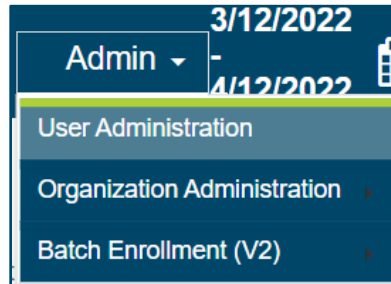 3/12/2022
Admin -
4/12/2022
User Administration
Organization Administration
Batch Enrollment (V2)